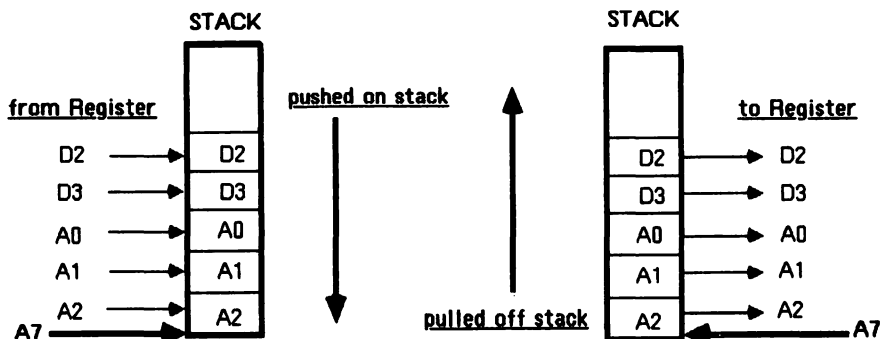 STACK
STACK
from Register
pushed on stack
to Register
D2 D2
D2 D2
D3 D3
D3 D3
A0 A0
A0 A0
A1 A1
A1 A1
A2 A2
A2 A2
A7
pulled off stack
A7